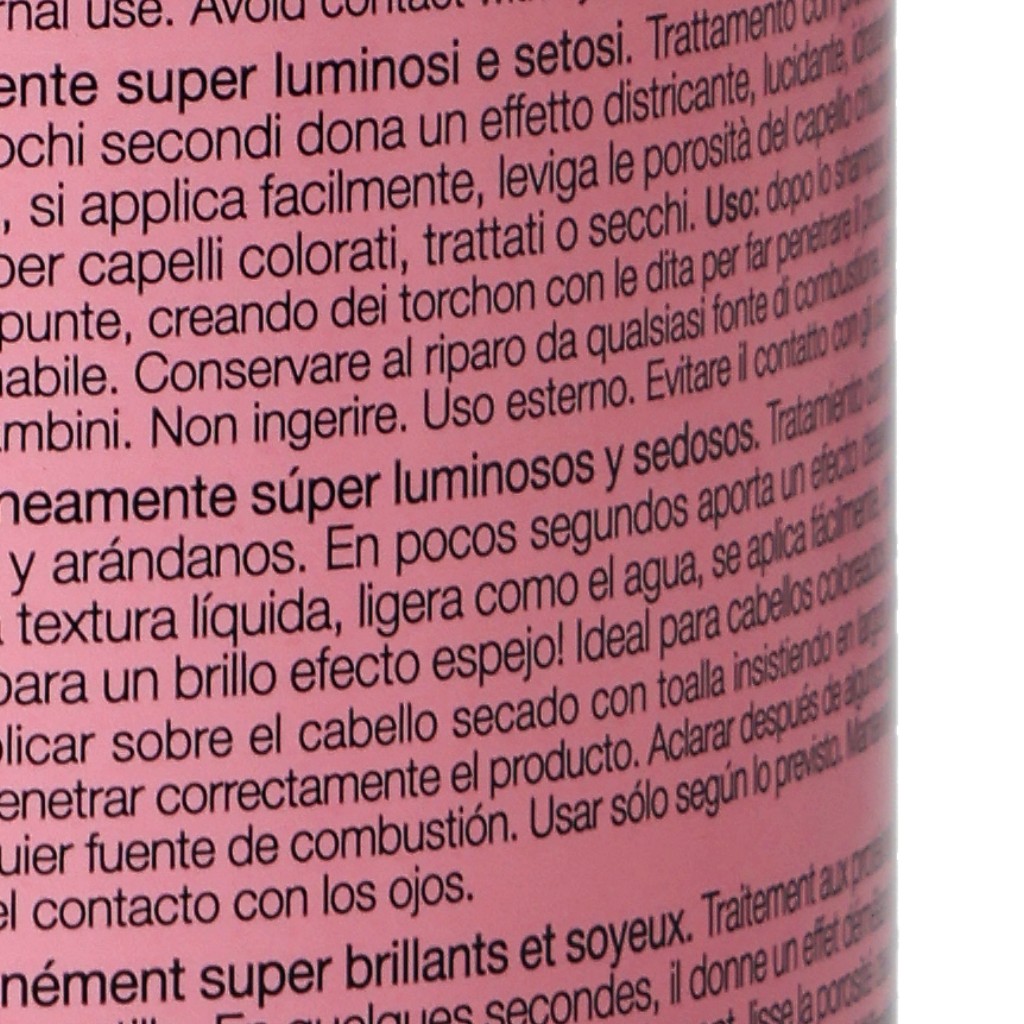 rnal use. Avoid contact
ente super luminosi e setosi. Trattamento con
ochi secondi dona un effetto districante, lucidante,
, si applica facilmente, leviga le porosità del capello
per capelli colorati, trattati o secchi. Uso: dopo lo shampoo
punte, creando dei torchon con le dita per far penetrare il
abile. Conservare al riparo da qualsiasi fonte di combustione.
mbini. Non ingerire. Uso esterno. Evitare il contatto con gli
neamente súper luminosos y sedosos. Tratamiento con
y arándanos. En pocos segundos aporta un efecto
textura líquida, ligera como el agua, se aplica fácilmente,
para un brillo efecto espejo! Ideal para cabellos
licar sobre el cabello secado con toalla insistiendo en
enetrar correctamente el producto. Aclarar después de
uier fuente de combustión. Usar sólo según lo previsto.
el contacto con los ojos.
nément super brillants et soyeux. Traitement aux
En quelques secondes, il donne un effet
lisse la porosité